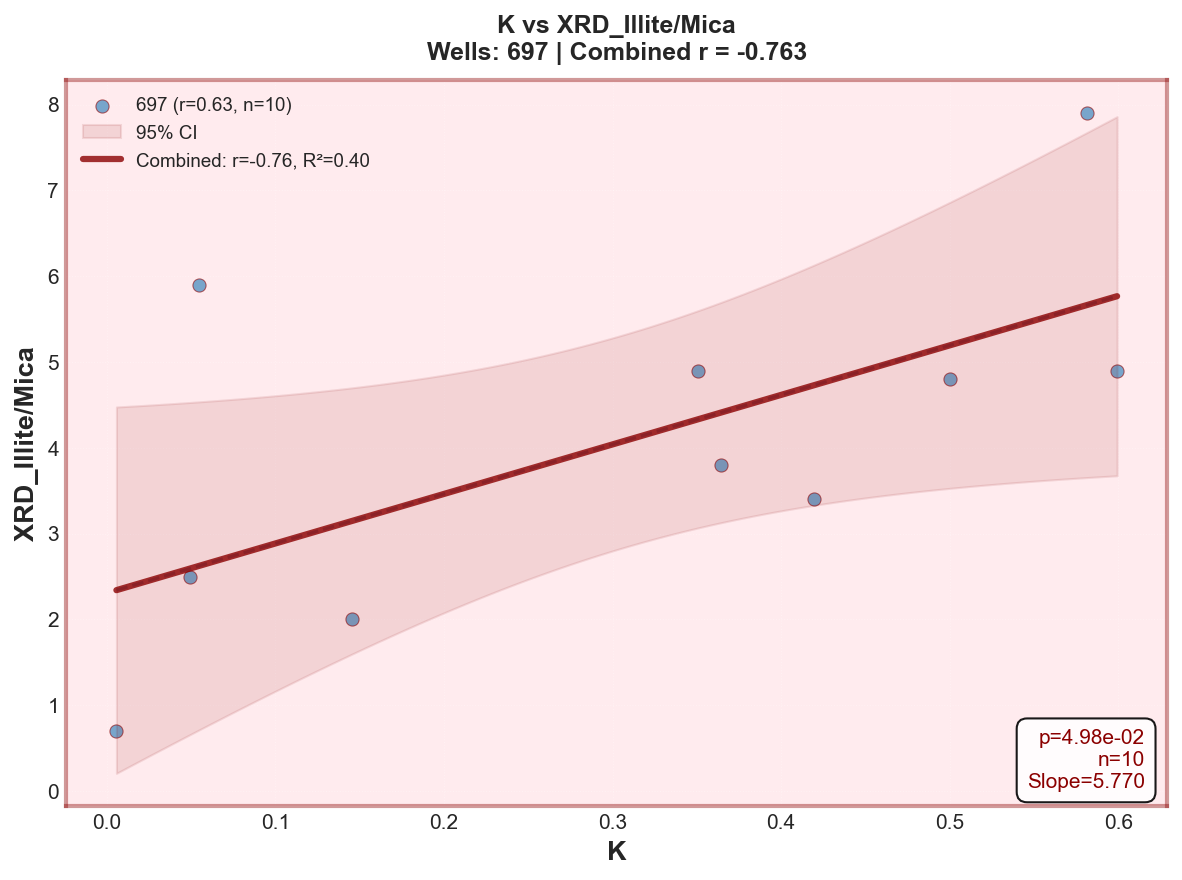 K vs XRD_Illite/Mica
Wells: 697 | Combined r = -0.763
697 (r=0.63, n=10)
95% CI
Combined: r=-0.76, R²=0.40
XRD_Illite/Mica
8
7
6
5
4
3
2
1
0
p=4.98e-02
n=10
Slope=5.770
0.0 0.1 0.2 0.3 0.4 0.5 0.6
K